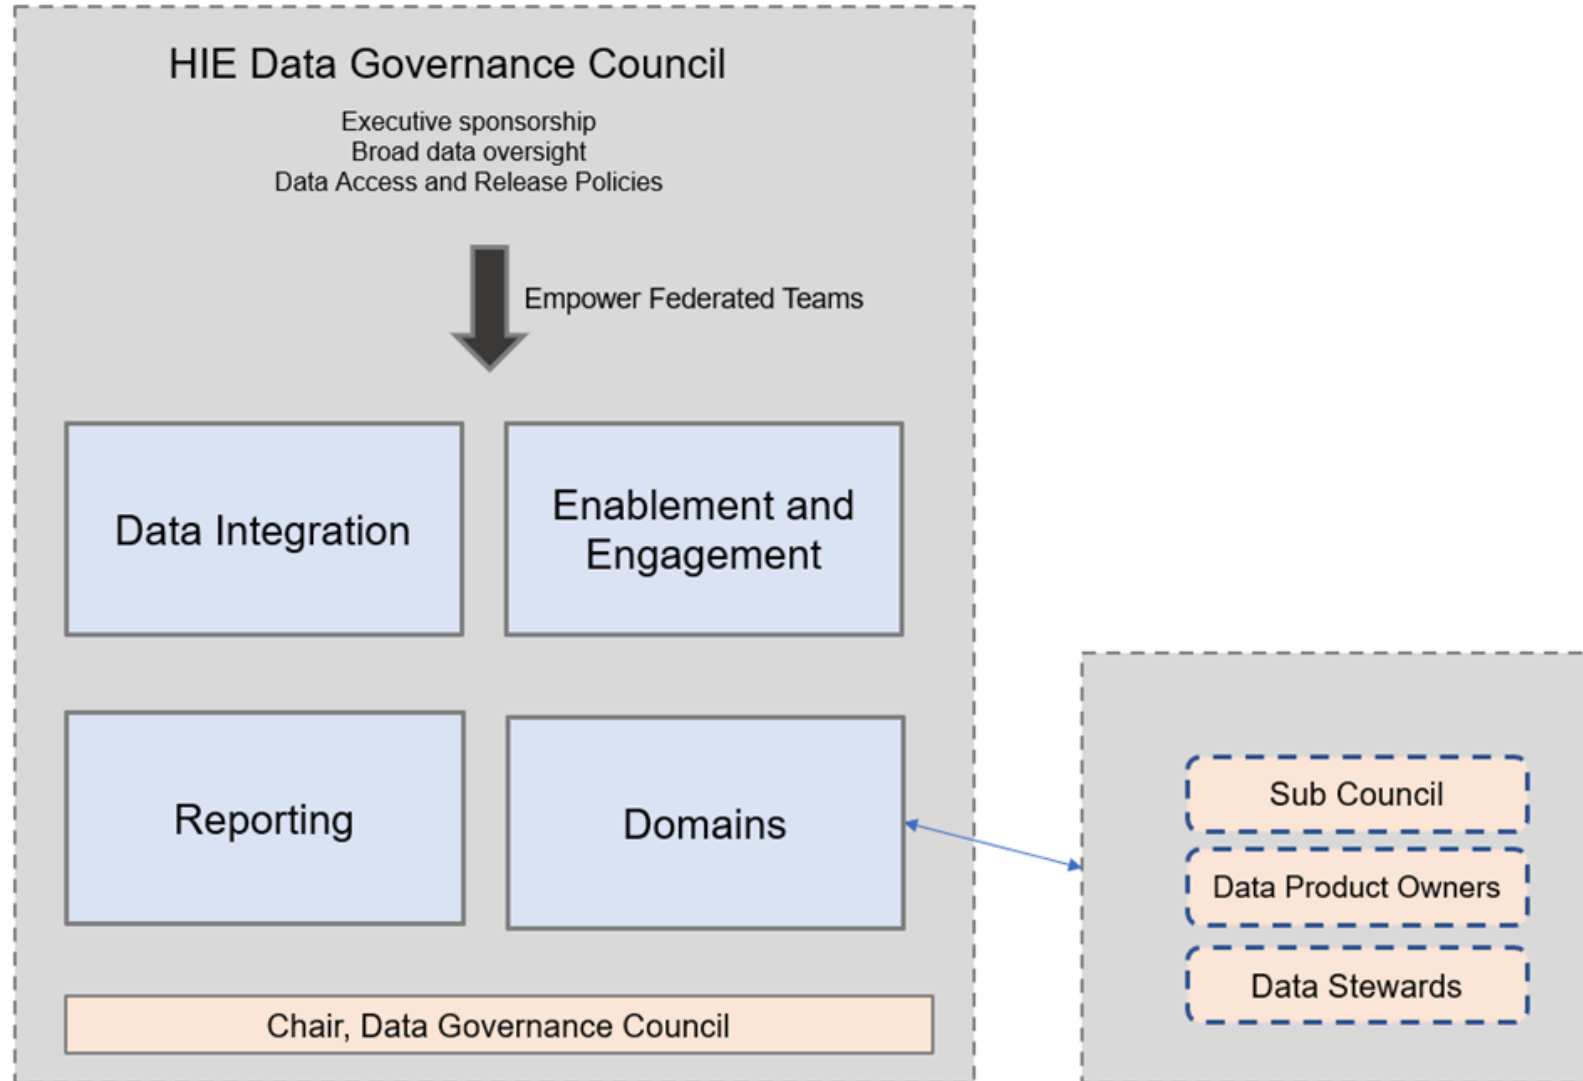 HIE Data Governance Council
Executive sponsorship
Broad data oversight
Data Access and Release Policies
Empower Federated Teams
Data Integration
Enablement and
Engagement
Reporting
Domains
Sub Council
Data Product Owners
Data Stewards
Chair, Data Governance Council